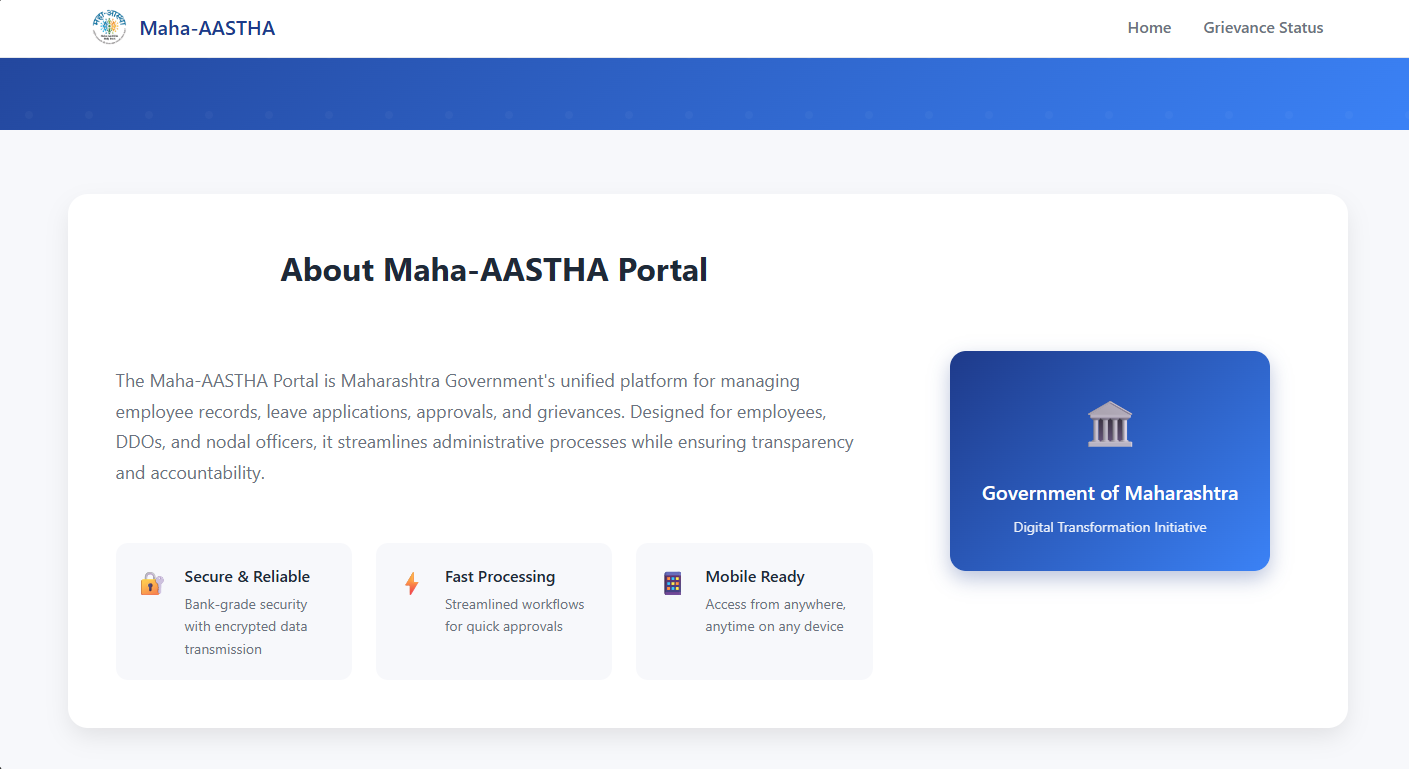 महा-आस्था
Maha-AASTHA
Home
Grievance Status
About Maha-AASTHA Portal
The Maha-AASTHA Portal is Maharashtra Government's unified platform for managing
employee records, leave applications, approvals, and grievances. Designed for employees,
DDOs, and nodal officers, it streamlines administrative processes while ensuring transparency
and accountability.
Secure & Reliable
Bank-grade security
with encrypted data
transmission
Fast Processing
Streamlined workflows
for quick approvals
Mobile Ready
Access from anywhere,
anytime on any device
Government of Maharashtra
Digital Transformation Initiative